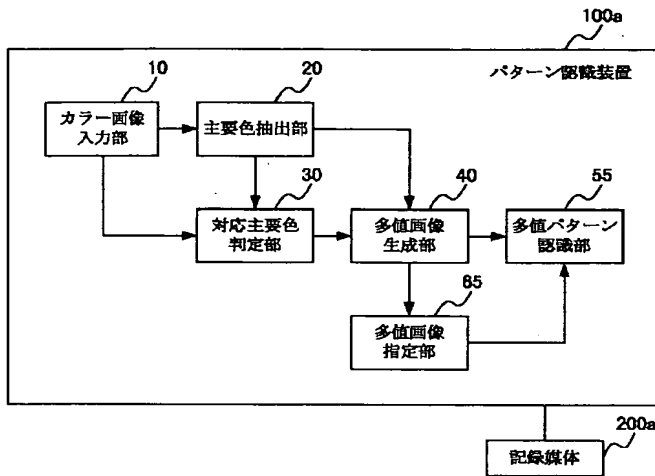 100a
パターン認識装置
10
カラー画像
入力部
20
主要色抽出部
30
対応主要色
判定部
40
多値画像
生成部
55
多値パターン
認識部
65
多値画像
指定部
200a
記録媒体